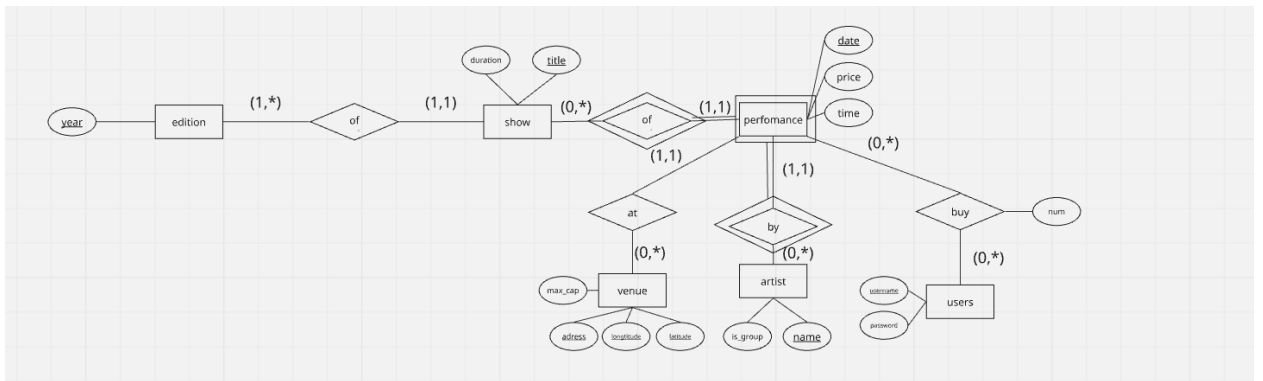 date
duration
title
price
(1,*)
(1,1)
(0,*)
(1,1)
year
edition
of
show
of
perfomance
time
(1,1)
(1,1)
(0,*)
at
by
buy
num
(0,*)
(0,*)
(0,*)
max_cap
venue
artist
username
users
adress
longtitude
latitude
is_group
name
password